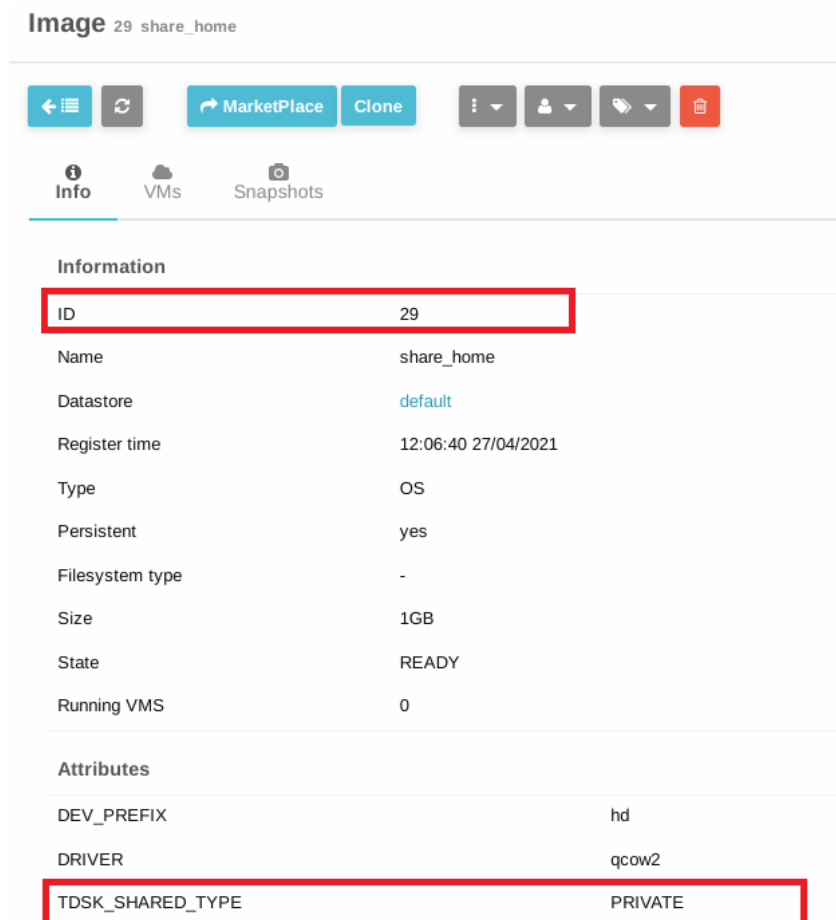 Image 29 share_home
MarketPlace Clone
Info VMs Snapshots
Information
ID 29
Name share_home
Datastore default
Register time 12:06:40 27/04/2021
Type OS
Persistent yes
Filesystem type -
Size 1GB
State READY
Running VMS 0
Attributes
DEV_PREFIX hd
DRIVER qcow2
TDSK_SHARED_TYPE PRIVATE